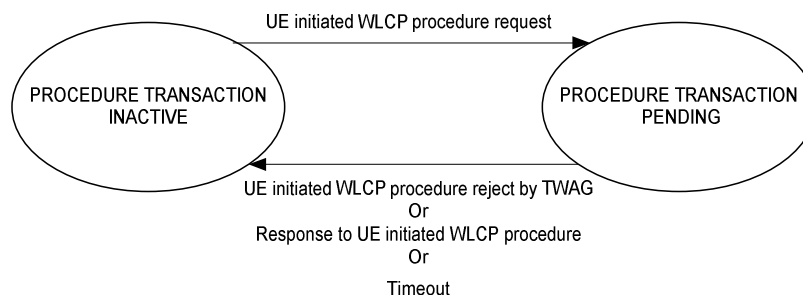 UE initiated WLCP procedure request
PROCEDURE TRANSACTION
INACTIVE
PROCEDURE TRANSACTION
PENDING
UE initiated WLCP procedure reject by TWAG
Or
Response to UE initiated WLCP procedure
Or
Timeout